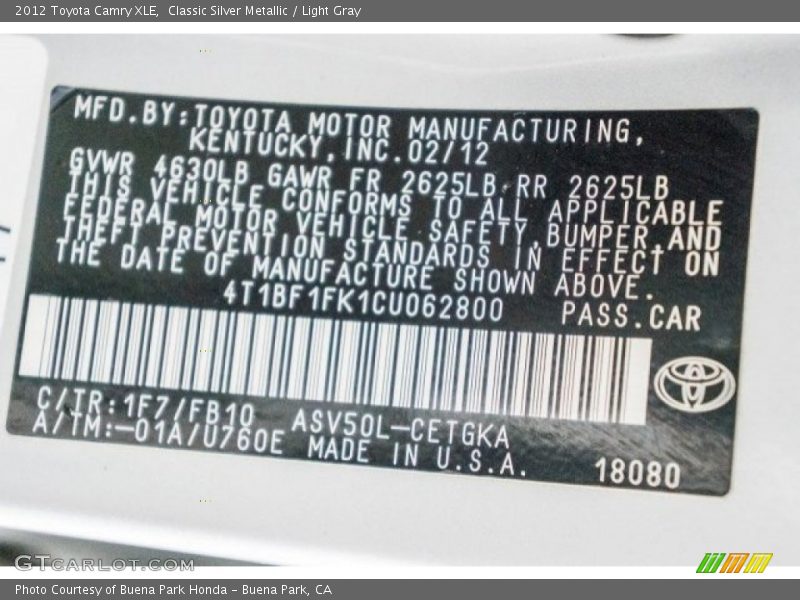 2012 Toyota Camry XLE,  Classic Silver Metallic / Light Gray
MFD.BY:TOYOTA MOTOR MANUFACTURING,
KENTUCKY,INC.02/12
GVWR 4630LB GAWR FR 2625LB RR 2625LB
THIS VEHICLE CONFORMS TO ALL APPLICABLE
FEDERAL MOTOR VEHICLE SAFETY,BUMPER,AND
THEFT PREVENTION STANDARDS IN EFFECT ON
THE DATE OF MANUFACTURE SHOWN ABOVE.
4T1BF1FK1CU062800 PASS.CAR
C/TR:1F7/FB10 ASV50L-CETGKA
A/TM:-01A/U760E MADE IN U.S.A.
18080
GTCARLOT.COM
Photo Courtesy of Buena Park Honda - Buena Park, CA